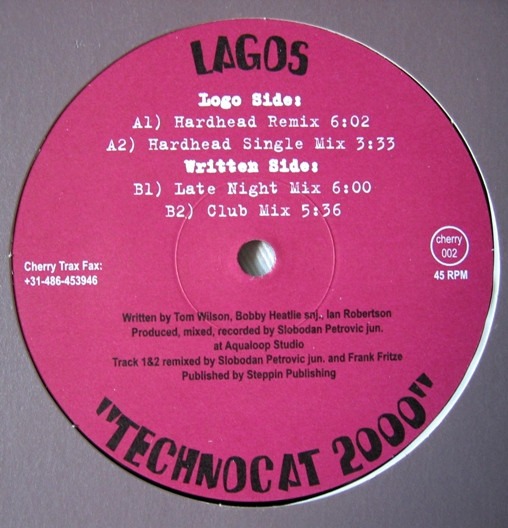 LAGOS
Logo Side:
A1) Hardhead Remix 6:02
A2) Hardhead Single Mix 3:33
Written Side:
B1) Late Night Mix 6:00
B2) Club Mix 5:36
cherry
002
45 RPM
Cherry Trax Fax:
+31-486-453946
Written by Tom Wilson, Bobby Heatlie snj., Ian Robertson
Produced, mixed, recorded by Slobodan Petrovic jun.
at Aqualoop Studio
Track 1&2 remixed by Slobodan Petrovic jun. and Frank Fritze
Published by Steppin Publishing
"TECHNOCAT 2000"